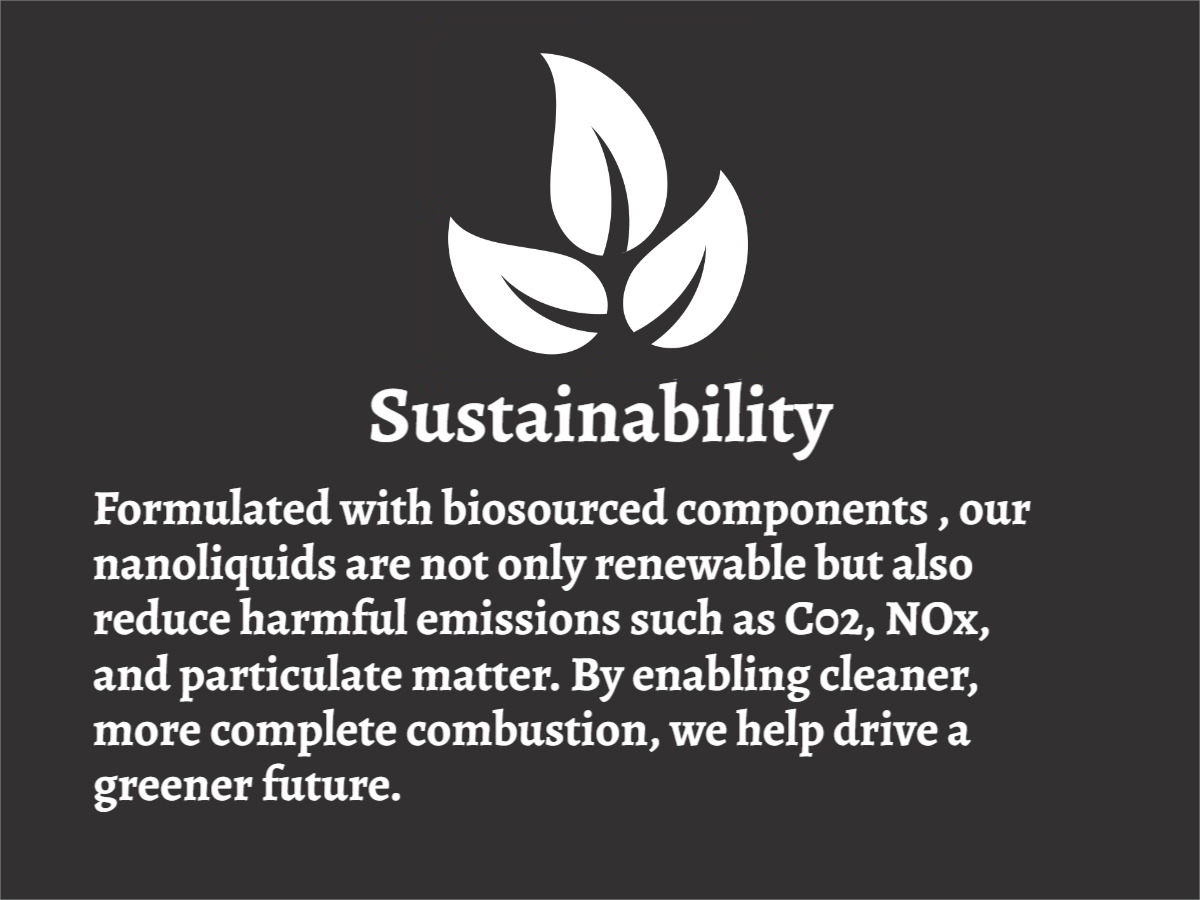 Sustainability
Formulated with biosourced components , our
nanoliquids are not only renewable but also
reduce harmful emissions such as C02, NOx,
and particulate matter. By enabling cleaner,
more complete combustion, we help drive a
greener future.